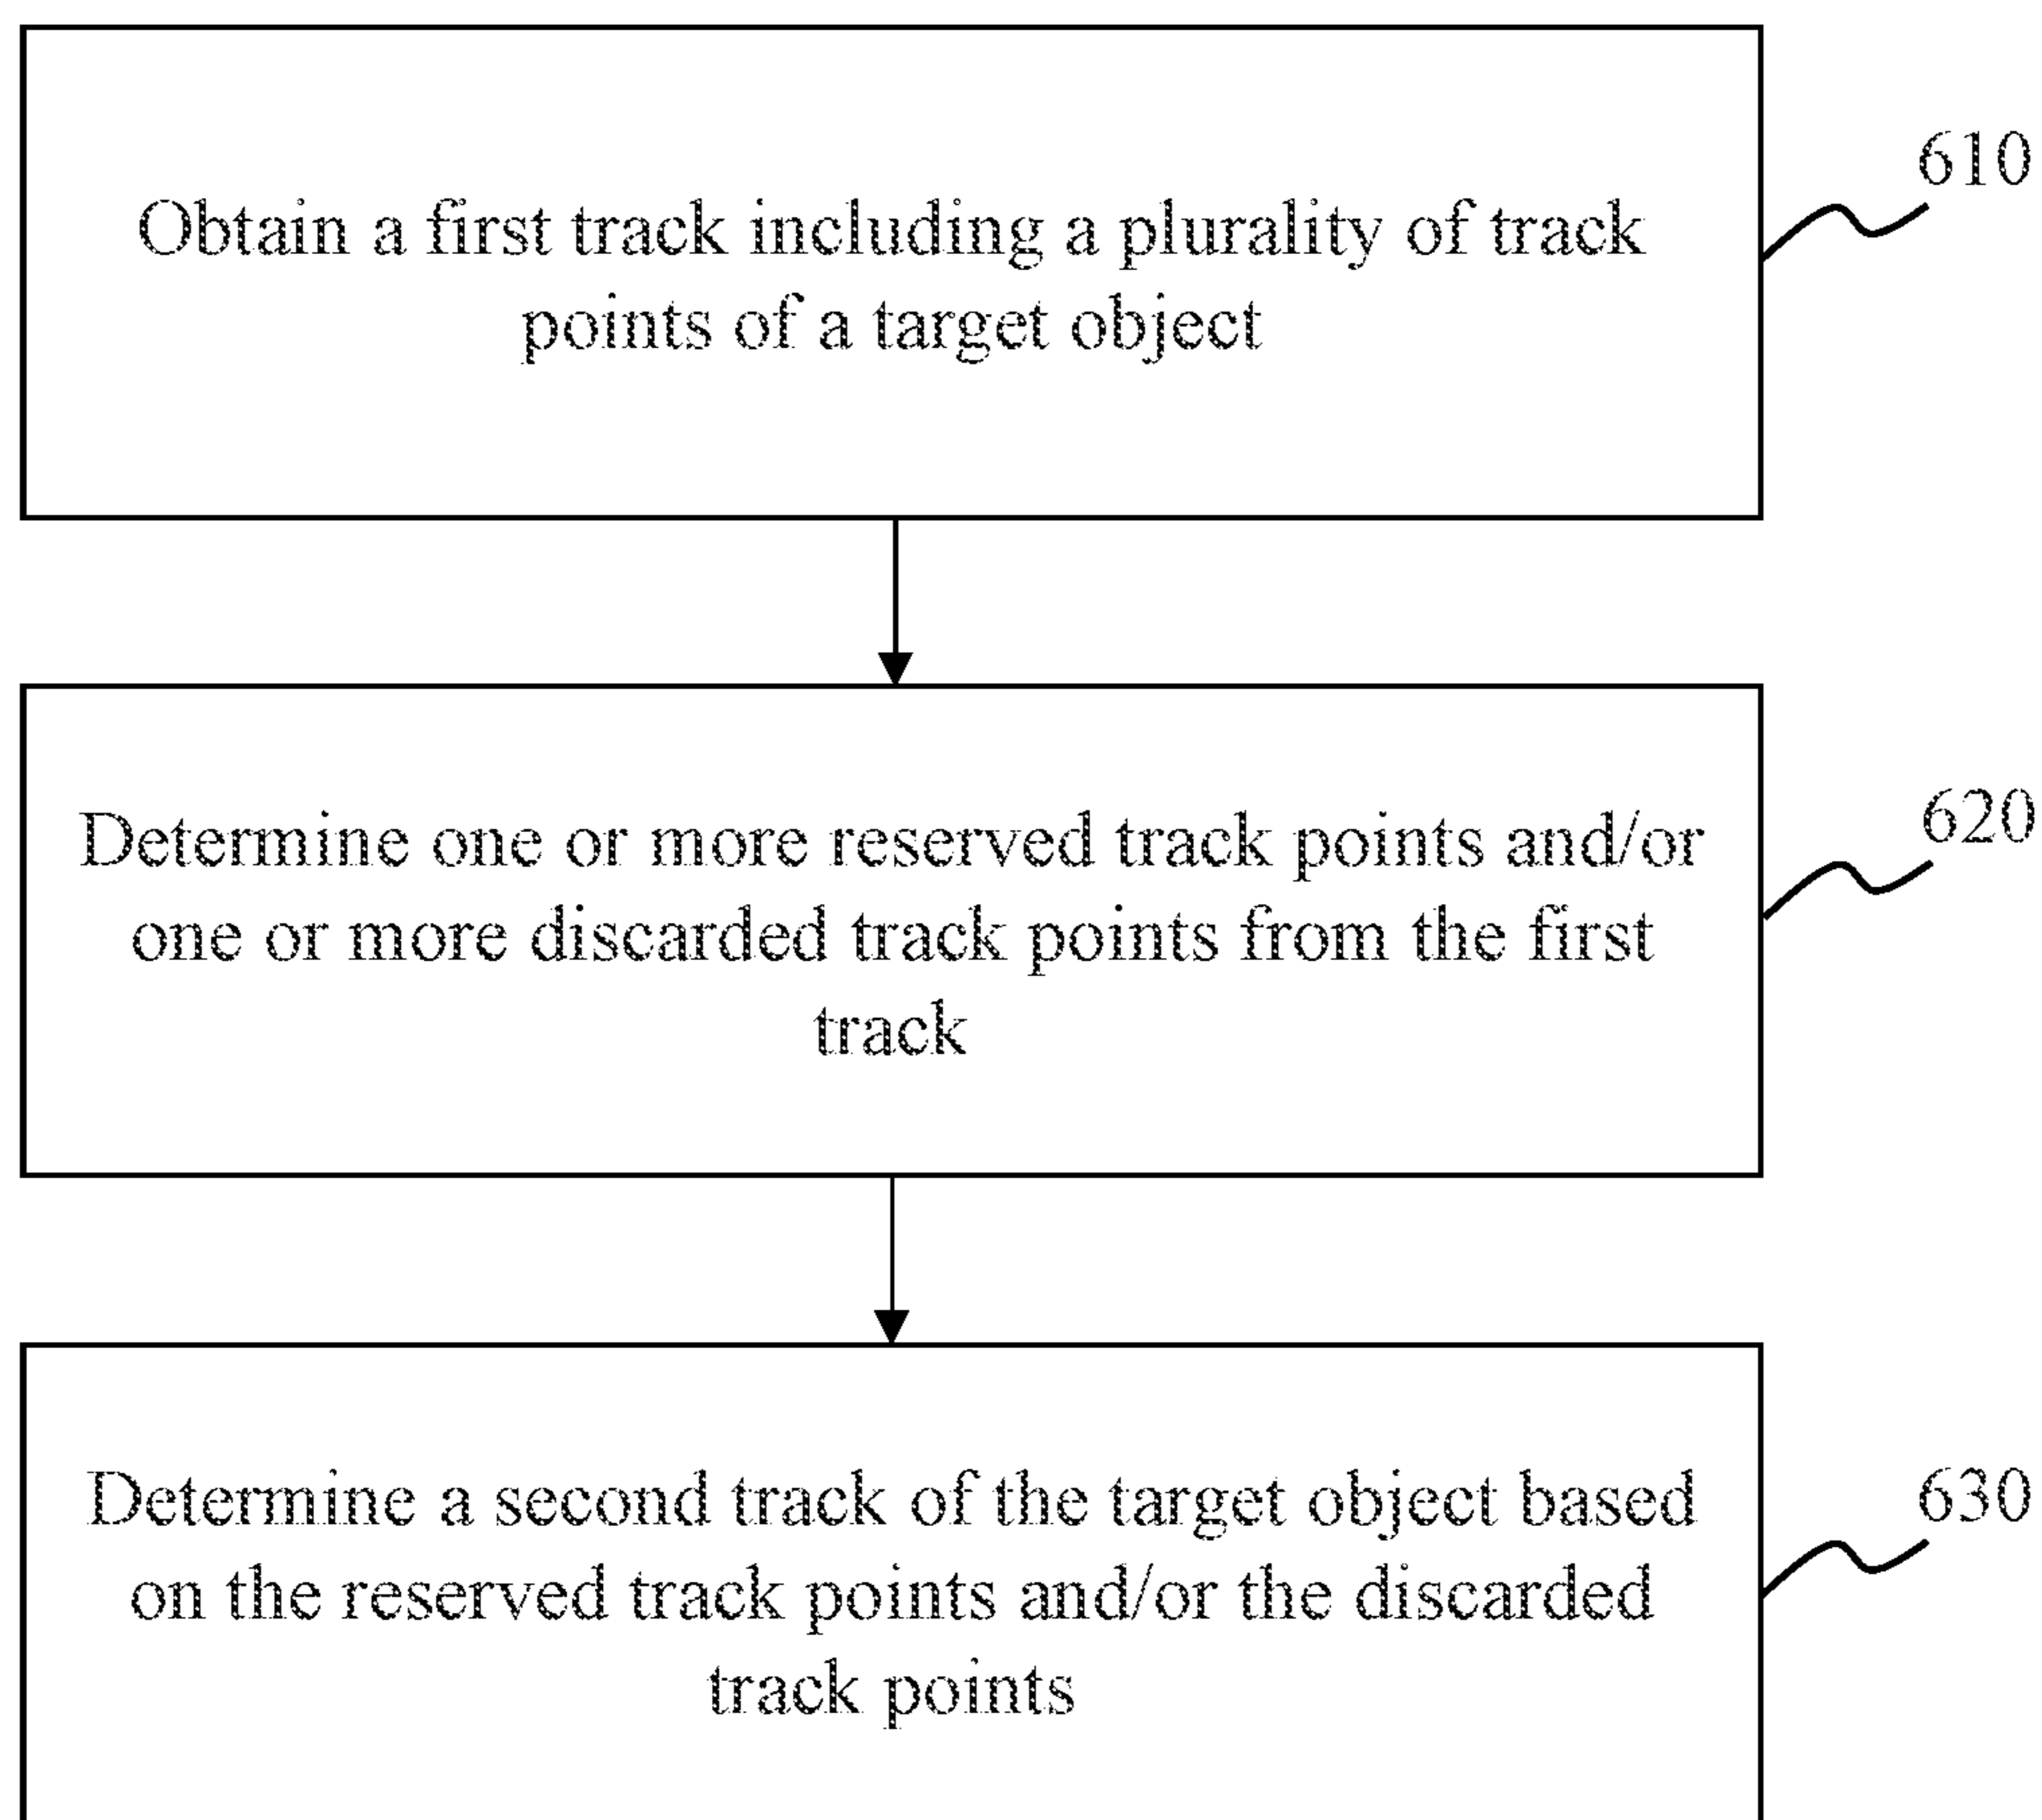 610
Obtain a first track including a plurality of track
points of a target object
620
Determine one or more reserved track points and/or
one or more discarded track points from the first
track
630
Determine a second track of the target object based
on the reserved track points and/or the discarded
track points